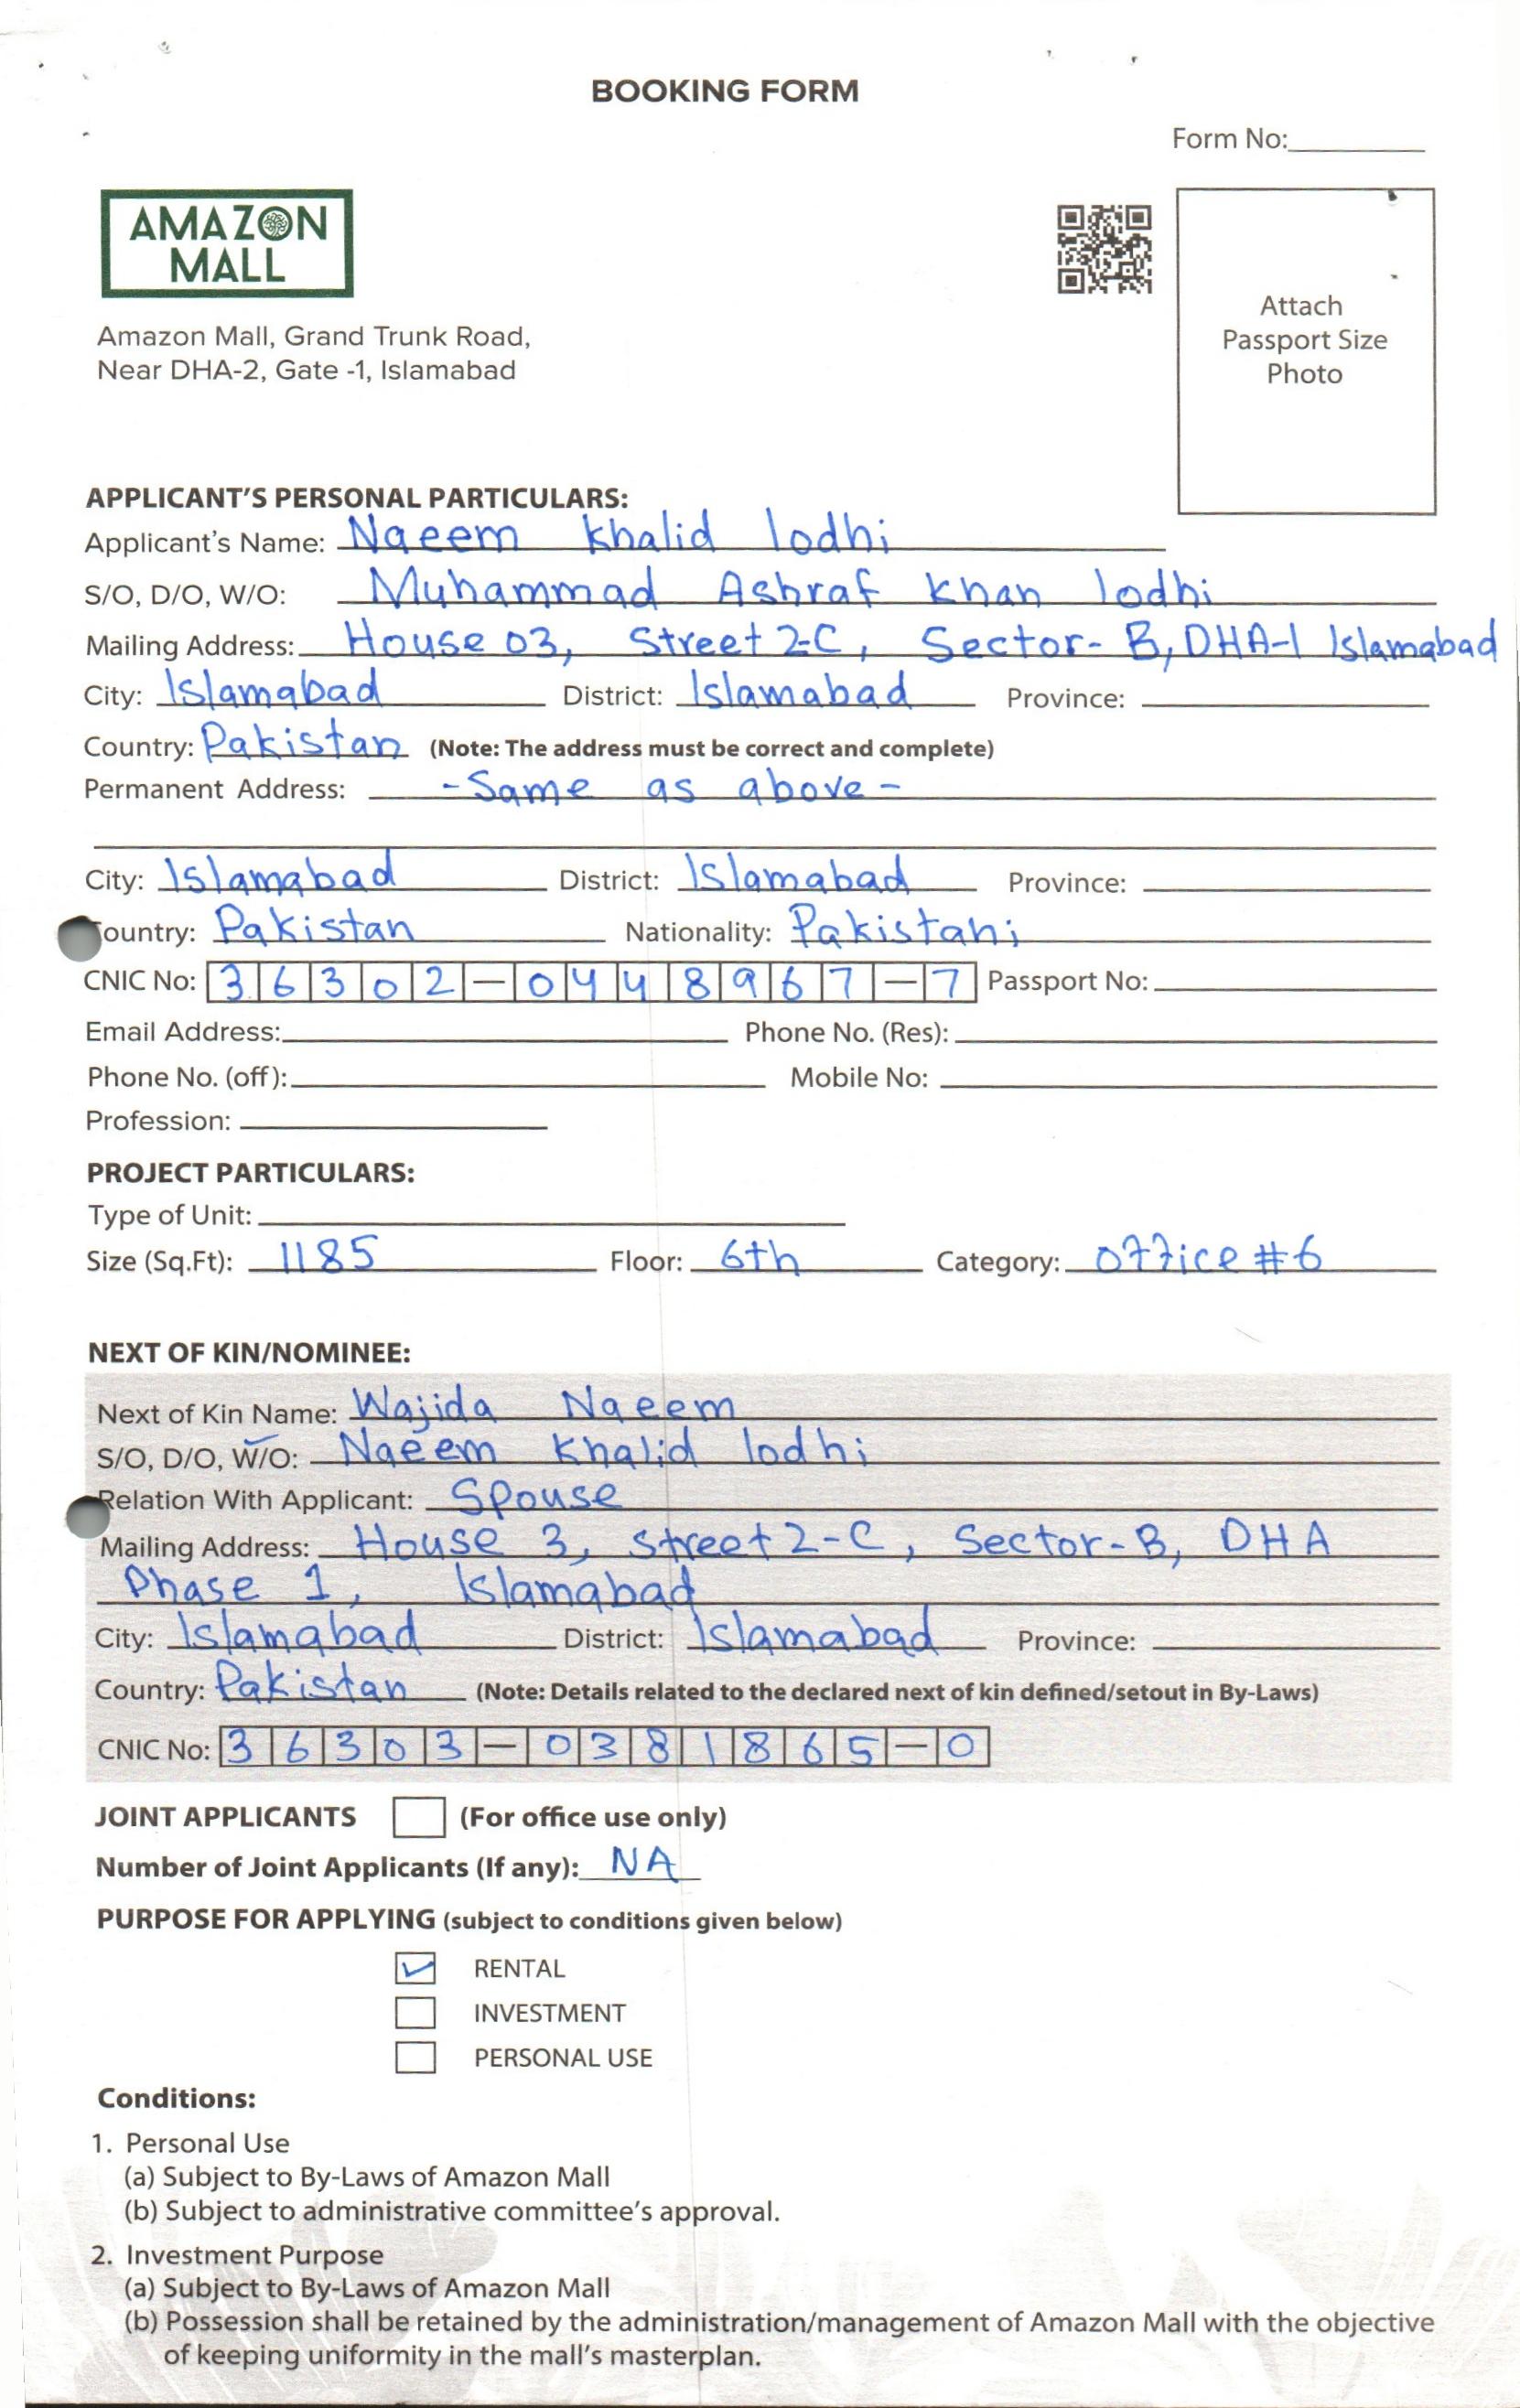 BOOKING FORM
Form No:
AMAZON
MALL
Amazon Mall, Grand Trunk Road,
Near DHA-2, Gate -1, Islamabad
Attach
Passport Size
Photo
APPLICANT'S PERSONAL PARTICULARS:
Applicant's Name: Naeem Khalid lodhi
S/O, D/O, W/O: Muhammad Ashraf Khan lodhi
Mailing Address: House 03, Street 2-C, Sector- B, DHA-1 Islamabad
City: Islamabad District: Islamabad Province:
Country: Pakistan (Note: The address must be correct and complete)
Permanent Address: - Same as above -
City: Islamabad District: Islamabad Province:
Country: Pakistan Nationality: Pakistani
CNIC No: 36302-0448967-7 Passport No:
Email Address: Phone No. (Res):
Phone No. (off): Mobile No:
Profession:
PROJECT PARTICULARS:
Type of Unit:
Size (Sq.Ft): 1185 Floor: 6th Category: office #6
NEXT OF KIN/NOMINEE:
Next of Kin Name: Wajida Naeem
S/O, D/O, W/O: Naeem Khalid lodhi
Relation With Applicant: Spouse
Mailing Address: House 3, Street 2-C, Sector-B, DHA
Phase 1, Islamabad
City: Islamabad District: Islamabad Province:
Country: Pakistan (Note: Details related to the declared next of kin defined/setout in By-Laws)
CNIC No: 36303-0381865-0
JOINT APPLICANTS (For office use only)
Number of Joint Applicants (If any): NA
PURPOSE FOR APPLYING (subject to conditions given below)
RENTAL
INVESTMENT
PERSONAL USE
Conditions:
1. Personal Use
(a) Subject to By-Laws of Amazon Mall
(b) Subject to administrative committee's approval.
2. Investment Purpose
(a) Subject to By-Laws of Amazon Mall
(b) Possession shall be retained by the administration/management of Amazon Mall with the objective
of keeping uniformity in the mall's masterplan.